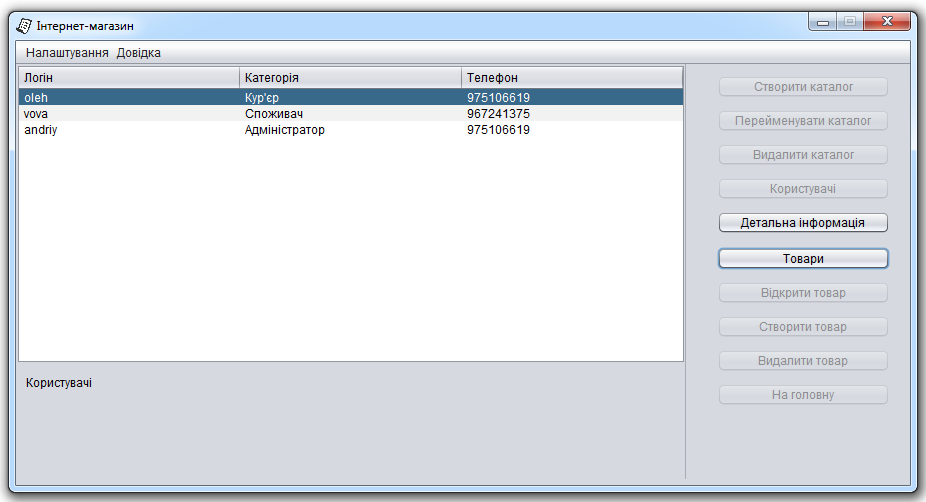 Інтернет-магазин
Налаштування Довідка
Логін Категорія Телефон
oleh Кур'єр 975106619
vova Споживач 967241375
andriy Адміністратор 975106619
Створити каталог
Перейменувати каталог
Видалити каталог
Користувачі
Детальна інформація
Товари
Відкрити товар
Створити товар
Видалити товар
На головну
Користувачі